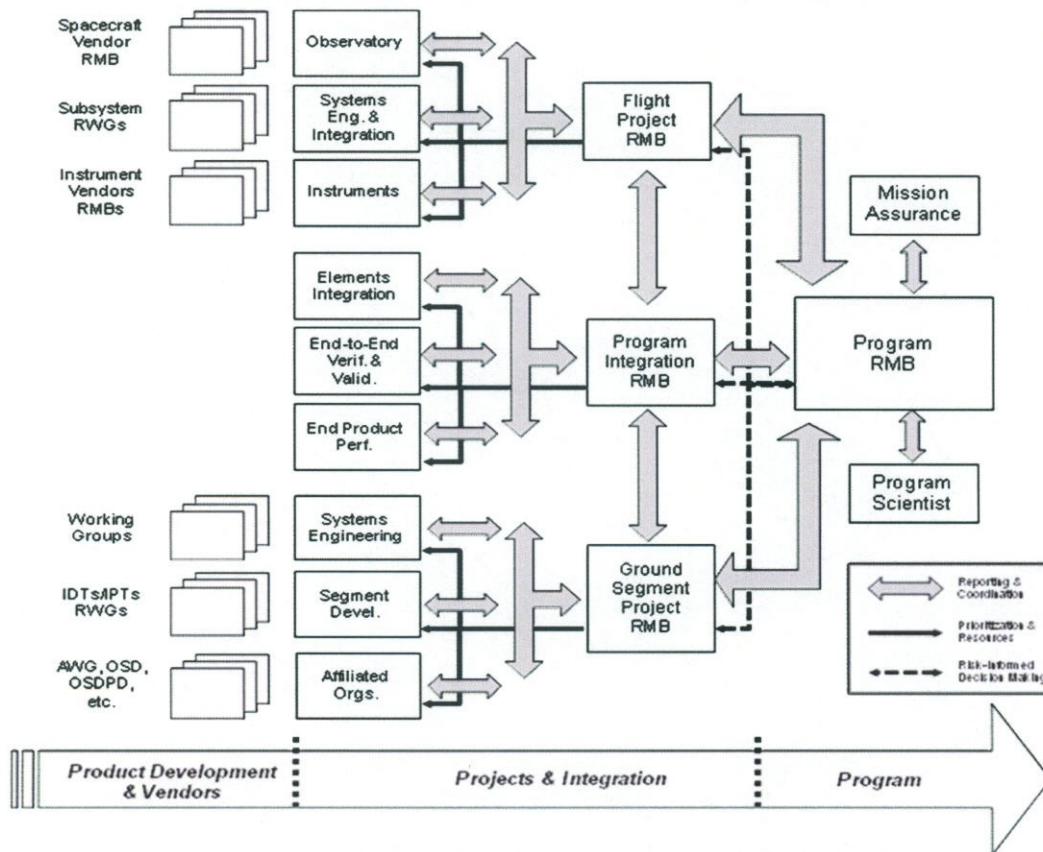 Spacecraft
Vendor
RMB
Observatory
Subsystem
RWGs
Systems
Eng. &
Integration
Flight
Project
RMB
Instrument
Vendors
RMBs
Instruments
Mission
Assurance
Elements
Integration
End-to-End
Verif. &
Valid.
Program
Integration
RMB
Program
RMB
End Product
Perf.
Program
Scientist
Working
Groups
Systems
Engineering
IDTs/IPTs
RWGs
Segment
Devel.
Ground
Segment
Project
RMB
AWG, OSD,
OSDPD,
etc.
Affiliated
Orgs.
Reporting &
Coordination
Prioritization &
Resources
Risk-Informed
Decision Making
Product Development
& Vendors
Projects & Integration
Program